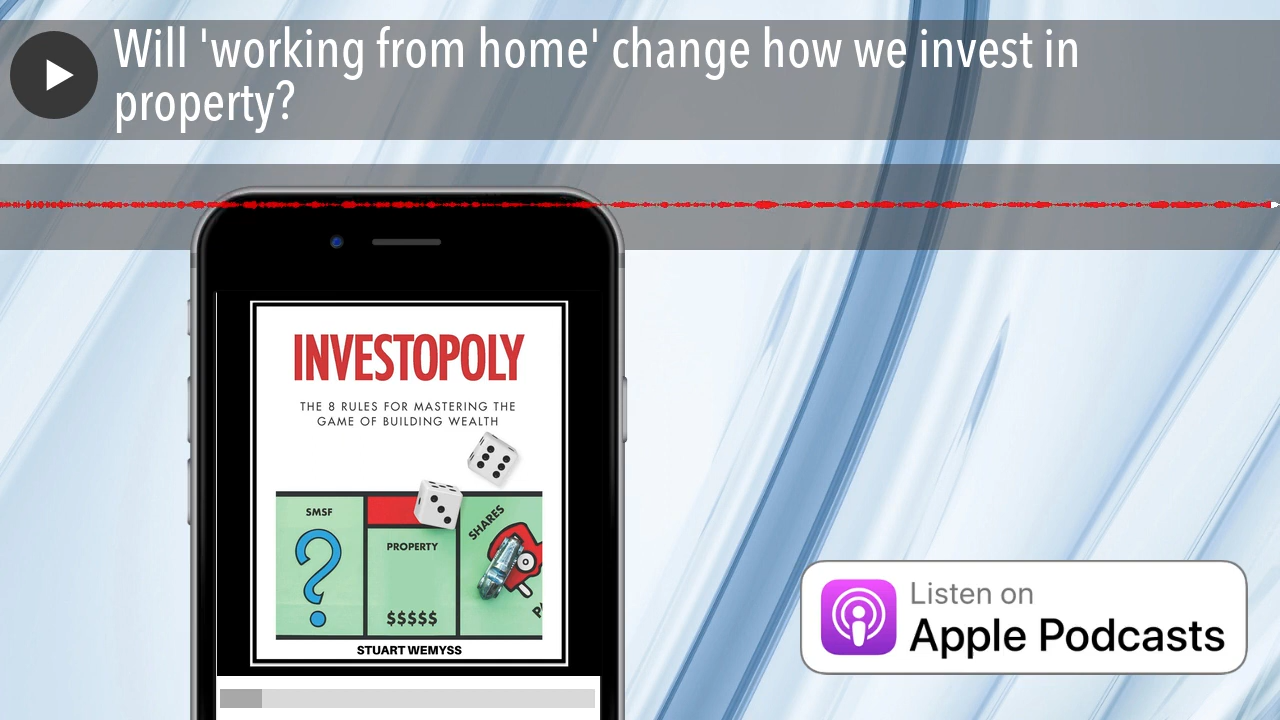 Will 'working from home' change how we invest in
property?
INVESTOPOLY
THE 8 RULES FOR MASTERING THE
GAME OF BUILDING WEALTH
SMSF
PROPERTY
SHARES
$$$$$
STUART WEMYSS
Listen on
Apple Podcasts